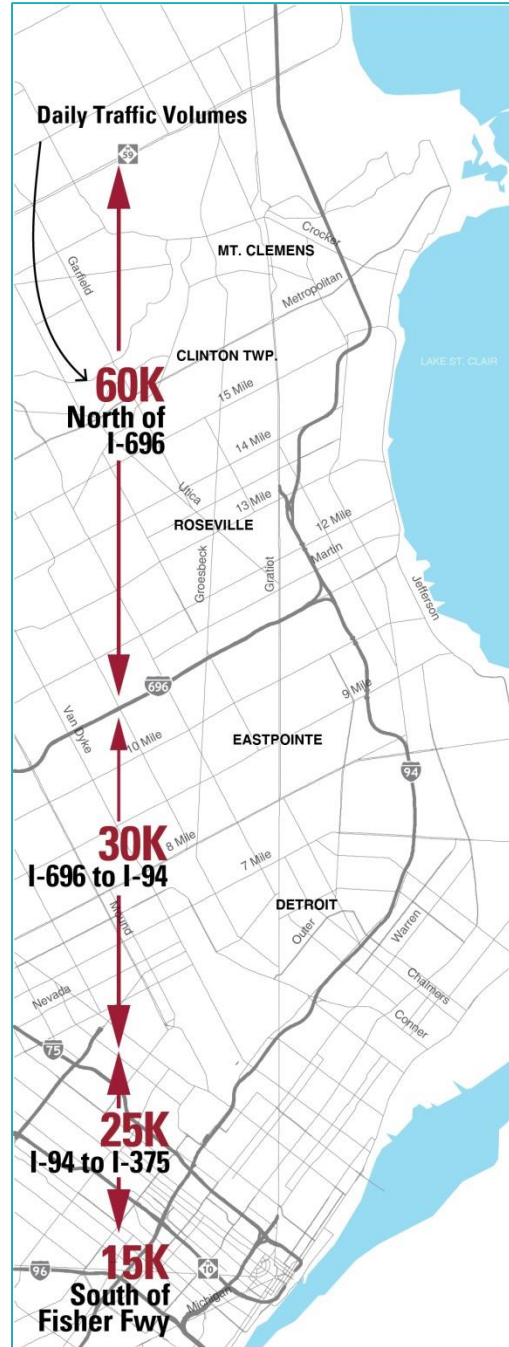 Daily Traffic Volumes
59
Crocker
MT. CLEMENS
Garfield
Metropolitan
LAKE ST. CLAIR
CLINTON TWP.
60K
North of
I-696
15 Mile
14 Mile
Utica
13 Mile
12 Mile
ROSEVILLE
Groesbeck
Gratiot
Martin
Jefferson
696
9 Mile
Van Dyke
10 Mile
EASTPOINTE
94
8 Mile
30K
I-696 to I-94
7 Mile
Mound
DETROIT
Outer
Warren
Chalmers
Nevada
Conner
75
25K
I-94 to I-375
15K
South of
Fisher Fwy
96
10
Michigan